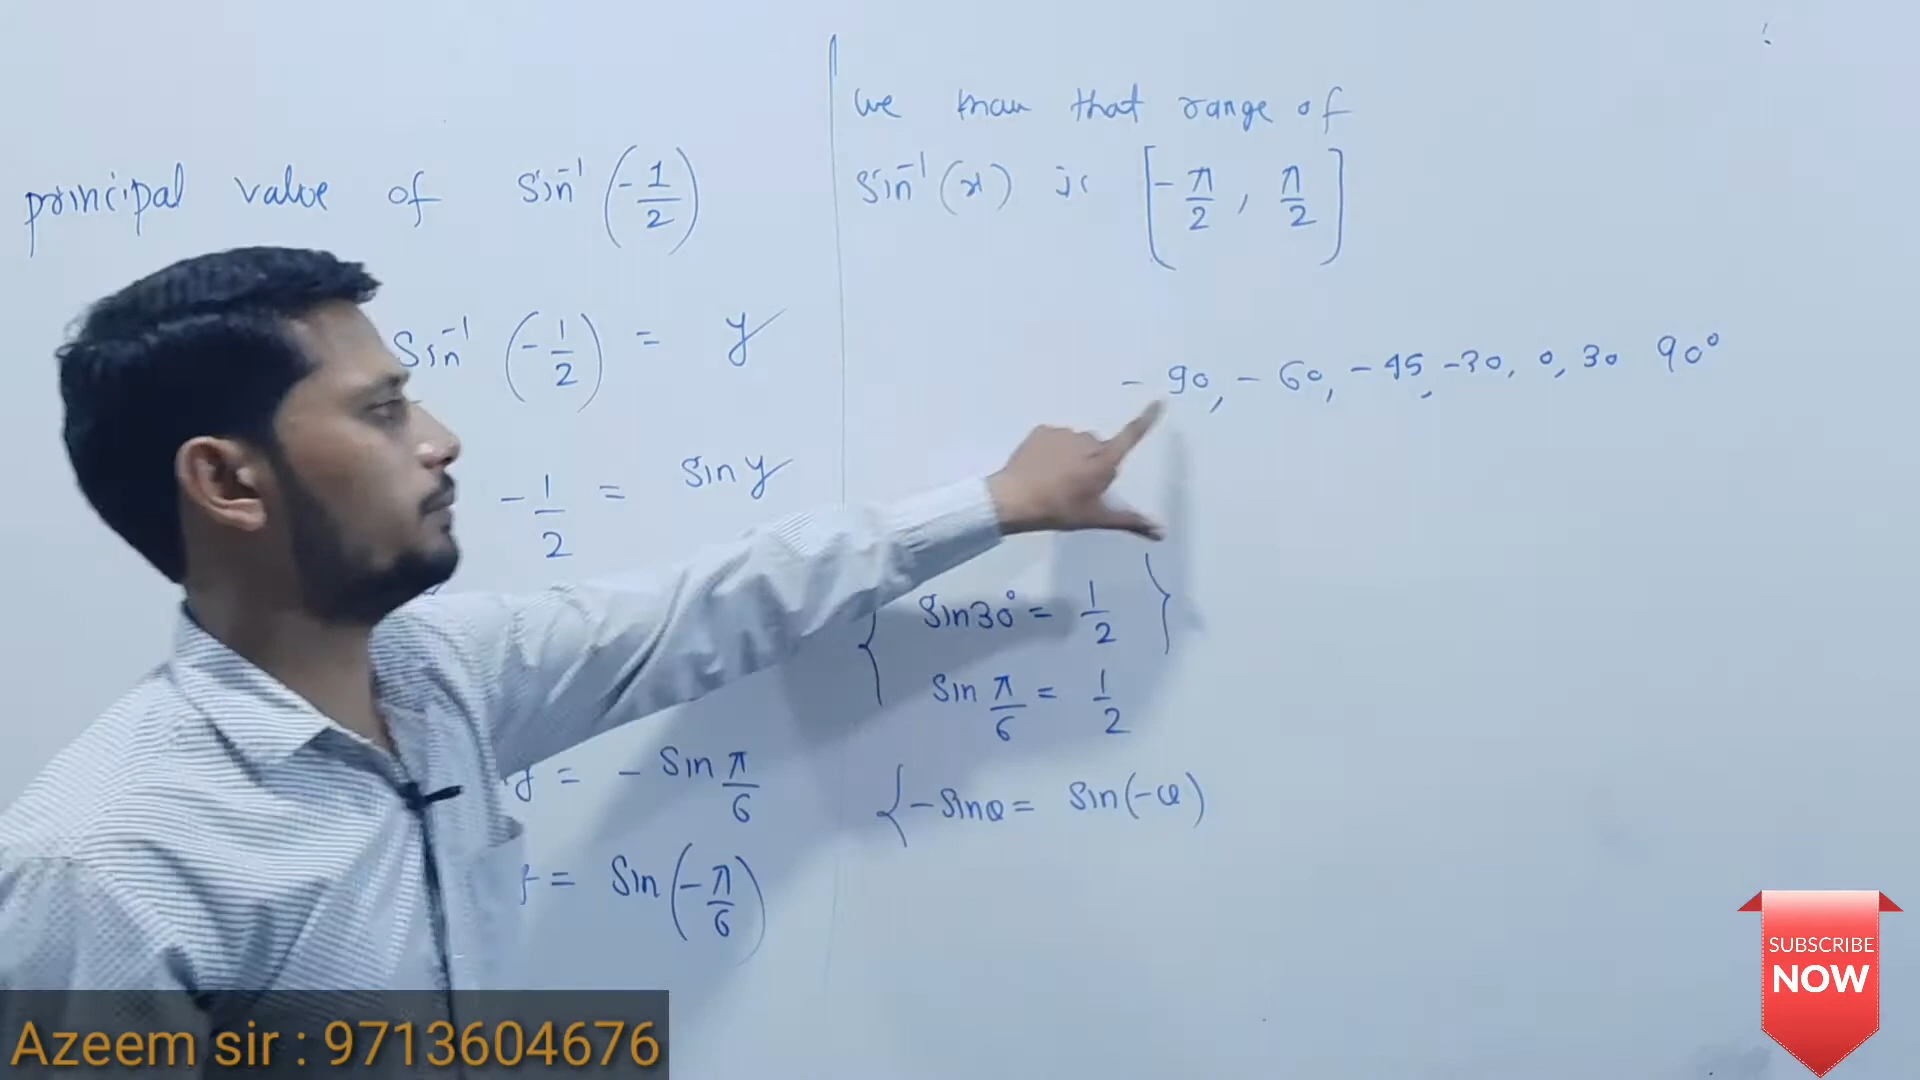 principal value of sin⁻¹(-1/2)
sin⁻¹(-1/2) = y
-1/2 = sin y
y = - sin π/6
= sin(-π/6)
we know that range of
sin⁻¹(x) is [-π/2, π/2]
- 90, - 60, - 45, -30, 0, 30 90°
{ sin30° = 1/2 }
sin π/6 = 1/2
{ -sinθ = sin(-θ)
SUBSCRIBE
NOW
Azeem sir : 9713604676